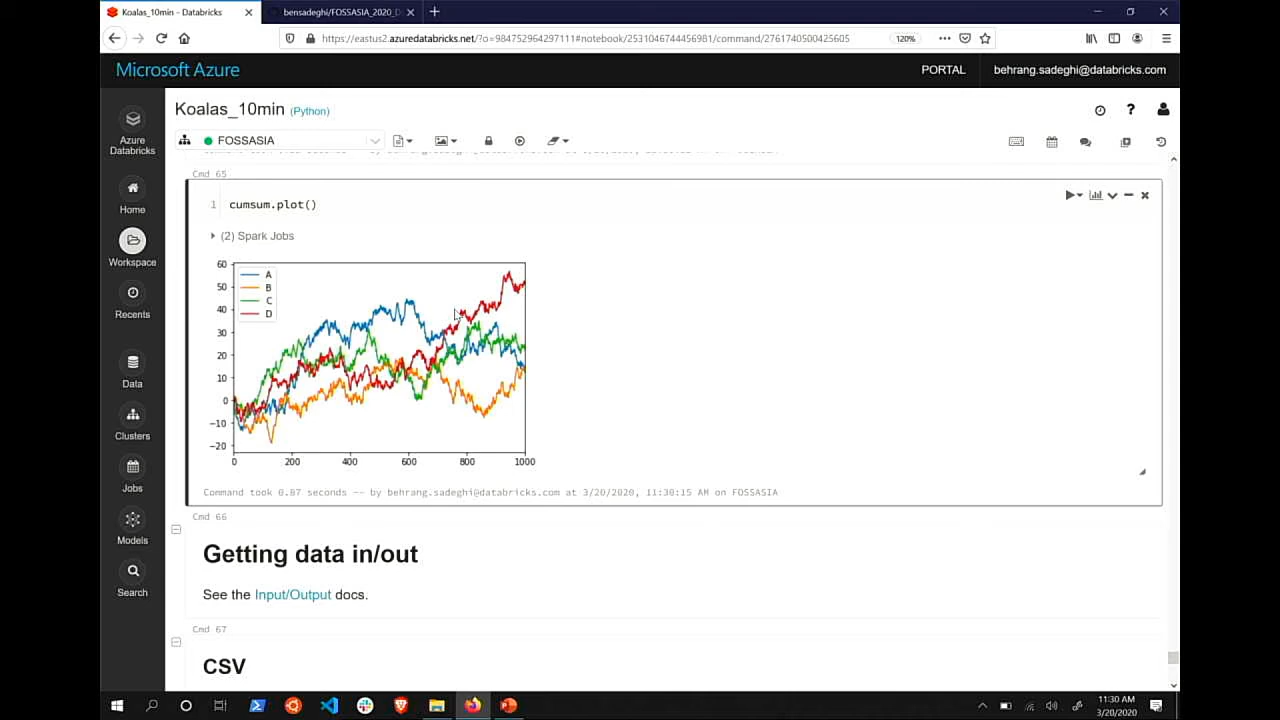 Koalas_10min - Databricks
bensadeghi/FOSSASIA_2020_D
https://eastus2.azuredatabricks.net/?o=984752964297111#notebook/2531046744456981/command/2761740500425605
120%
Microsoft Azure
PORTAL
behrang.sadeghi@databricks.com
Azure
Databricks
Home
Workspace
Recents
Data
Clusters
Jobs
Models
Search
Koalas_10min (Python)
FOSSASIA
Cmd 65
1 cumsum.plot()
(2) Spark Jobs
60
50
40
30
20
10
0
−10
−20
A
B
C
D
0 200 400 600 800 1000
Command took 0.87 seconds -- by behrang.sadeghi@databricks.com at 3/20/2020, 11:30:15 AM on FOSSASIA
Cmd 66
Getting data in/out
See the Input/Output docs.
Cmd 67
CSV
11:30 AM
3/20/2020